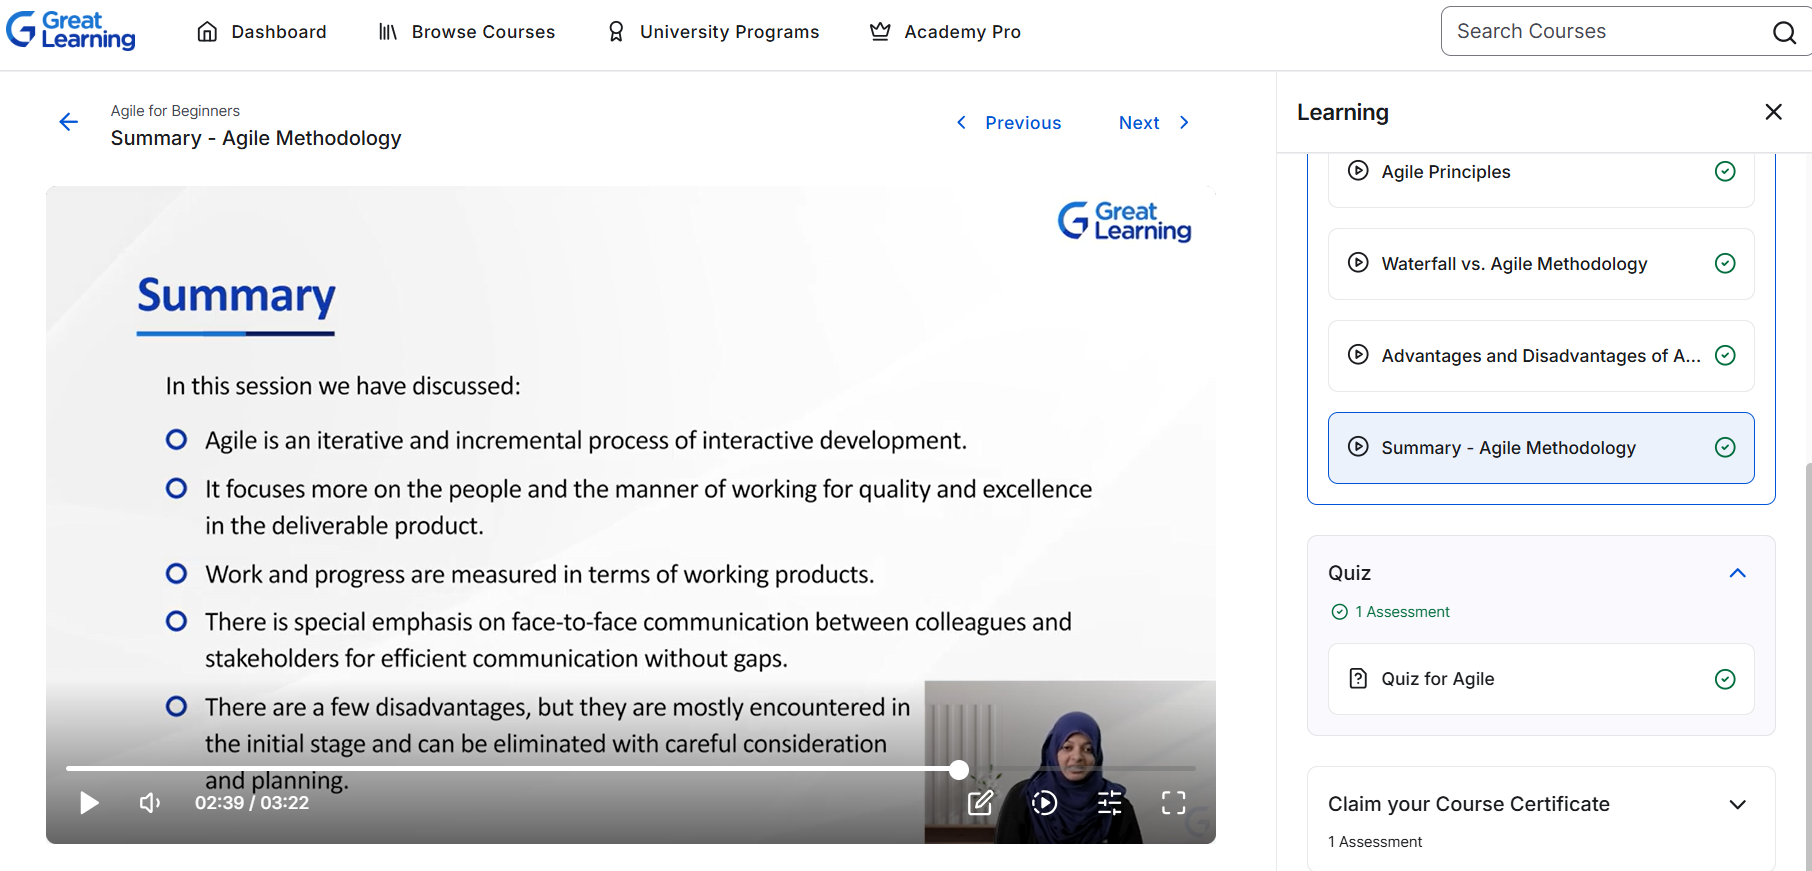 Great
Learning
Dashboard
Browse Courses
University Programs
Academy Pro
Search Courses
Agile for Beginners
Summary - Agile Methodology
Previous
Next
Great
Learning
Summary
In this session we have discussed:
Agile is an iterative and incremental process of interactive development.
It focuses more on the people and the manner of working for quality and excellence
in the deliverable product.
Work and progress are measured in terms of working products.
There is special emphasis on face-to-face communication between colleagues and
stakeholders for efficient communication without gaps.
There are a few disadvantages, but they are mostly encountered in
the initial stage and can be eliminated with careful consideration
and planning.
02:39 / 03:22
Learning
Agile Principles
Waterfall vs. Agile Methodology
Advantages and Disadvantages of A...
Summary - Agile Methodology
Quiz
1 Assessment
Quiz for Agile
Claim your Course Certificate
1 Assessment